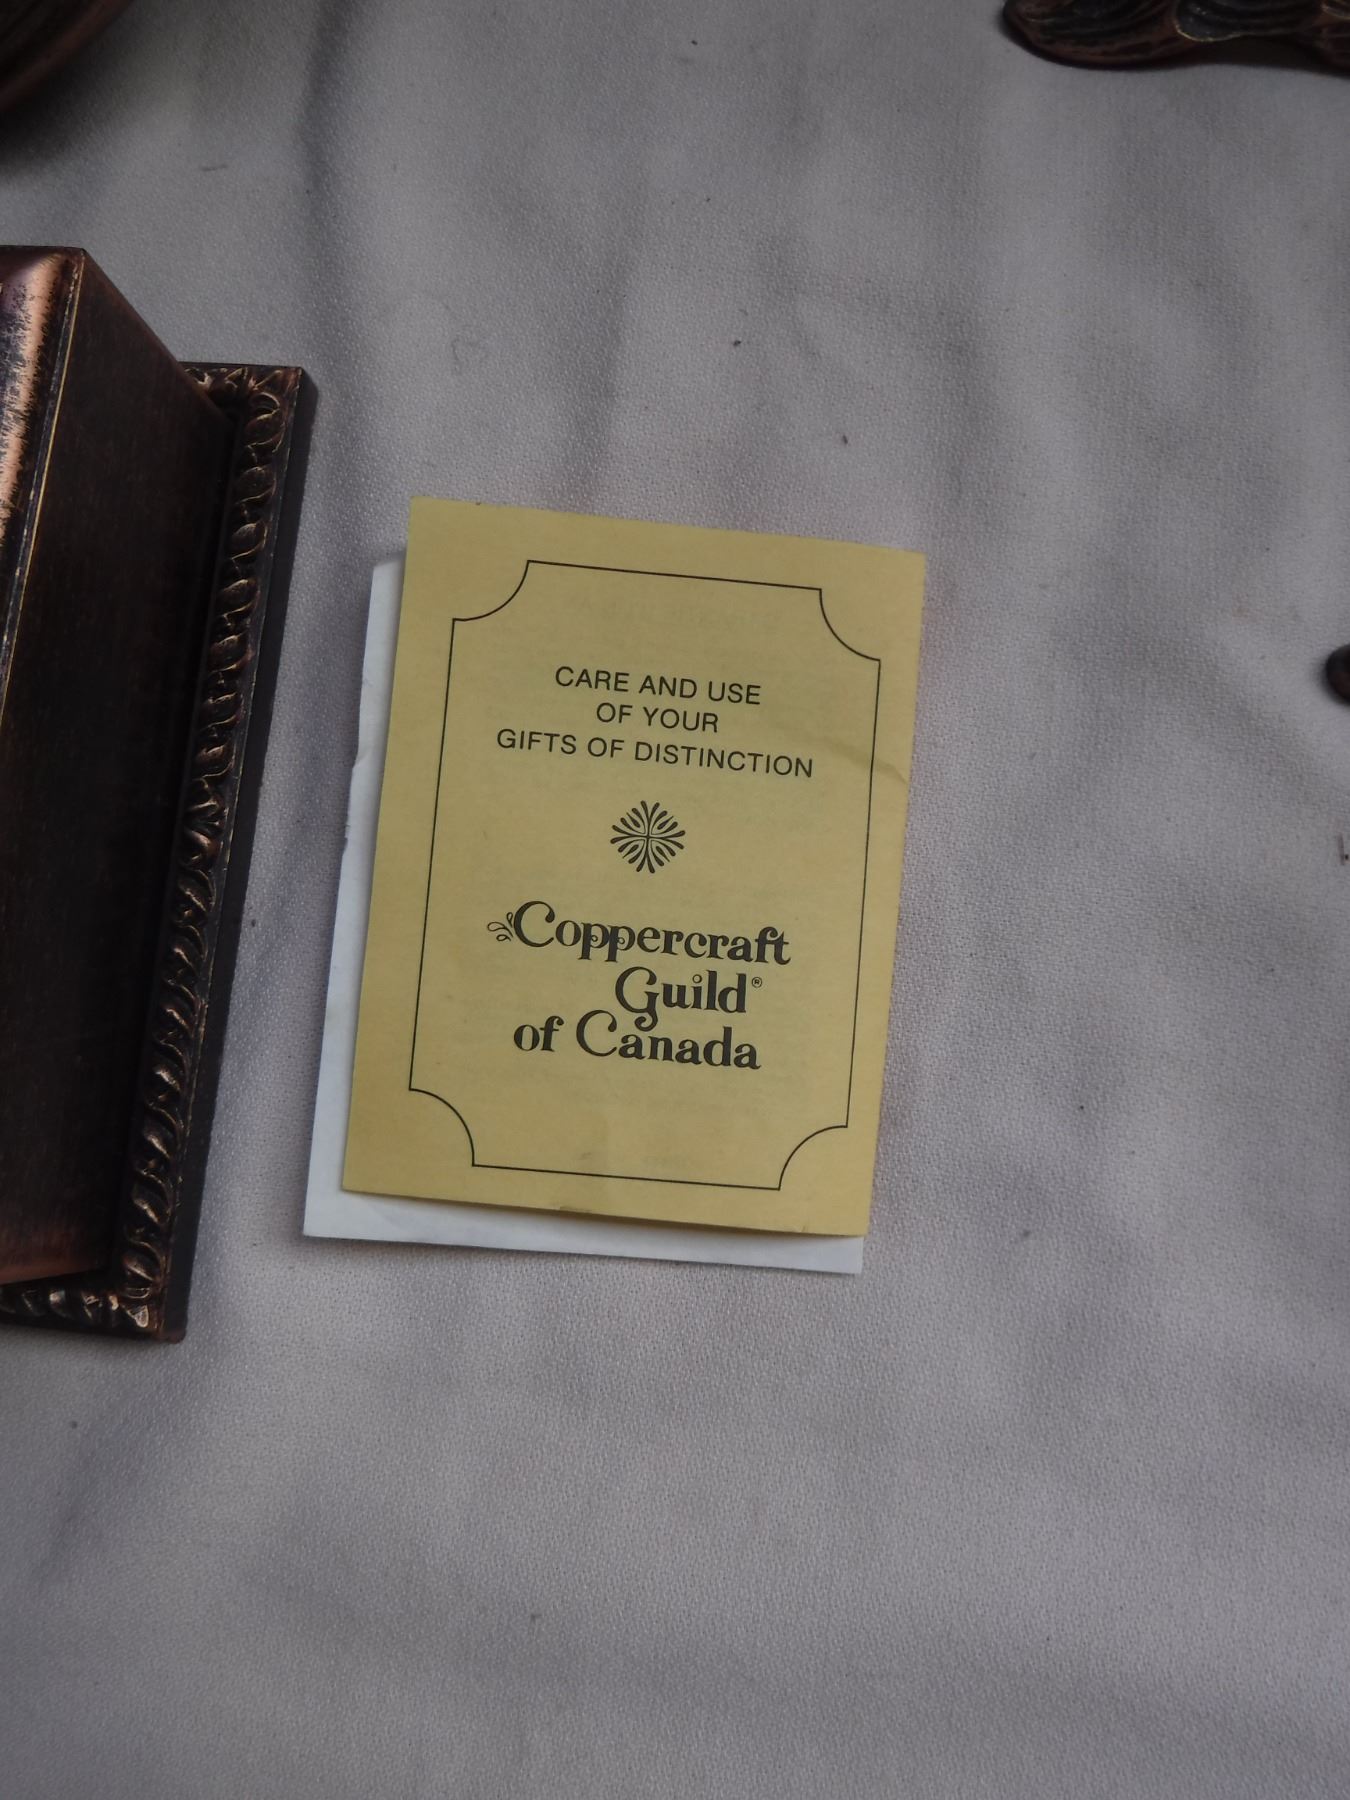 CARE AND USE
OF YOUR
GIFTS OF DISTINCTION
Coppercraft
Guild®
of Canada